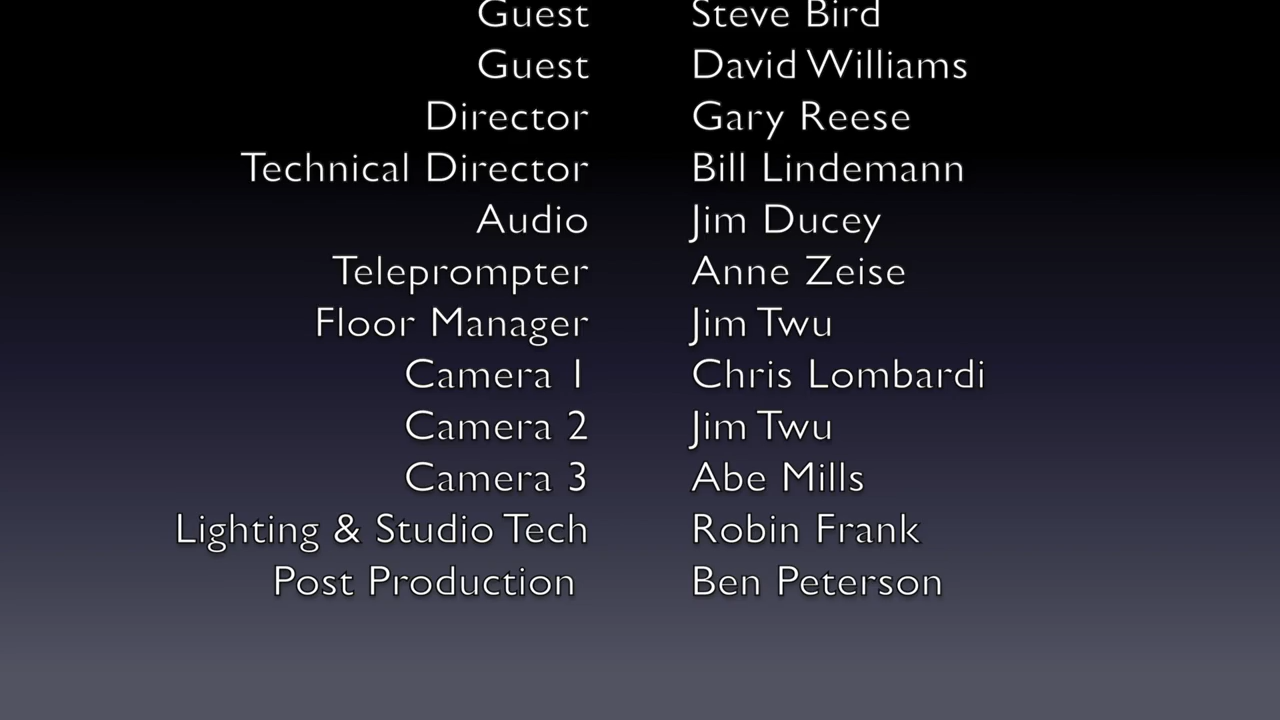 Guest Steve Bird
Guest David Williams
Director Gary Reese
Technical Director Bill Lindemann
Audio Jim Ducey
Teleprompter Anne Zeise
Floor Manager Jim Twu
Camera 1 Chris Lombardi
Camera 2 Jim Twu
Camera 3 Abe Mills
Lighting & Studio Tech Robin Frank
Post Production Ben Peterson